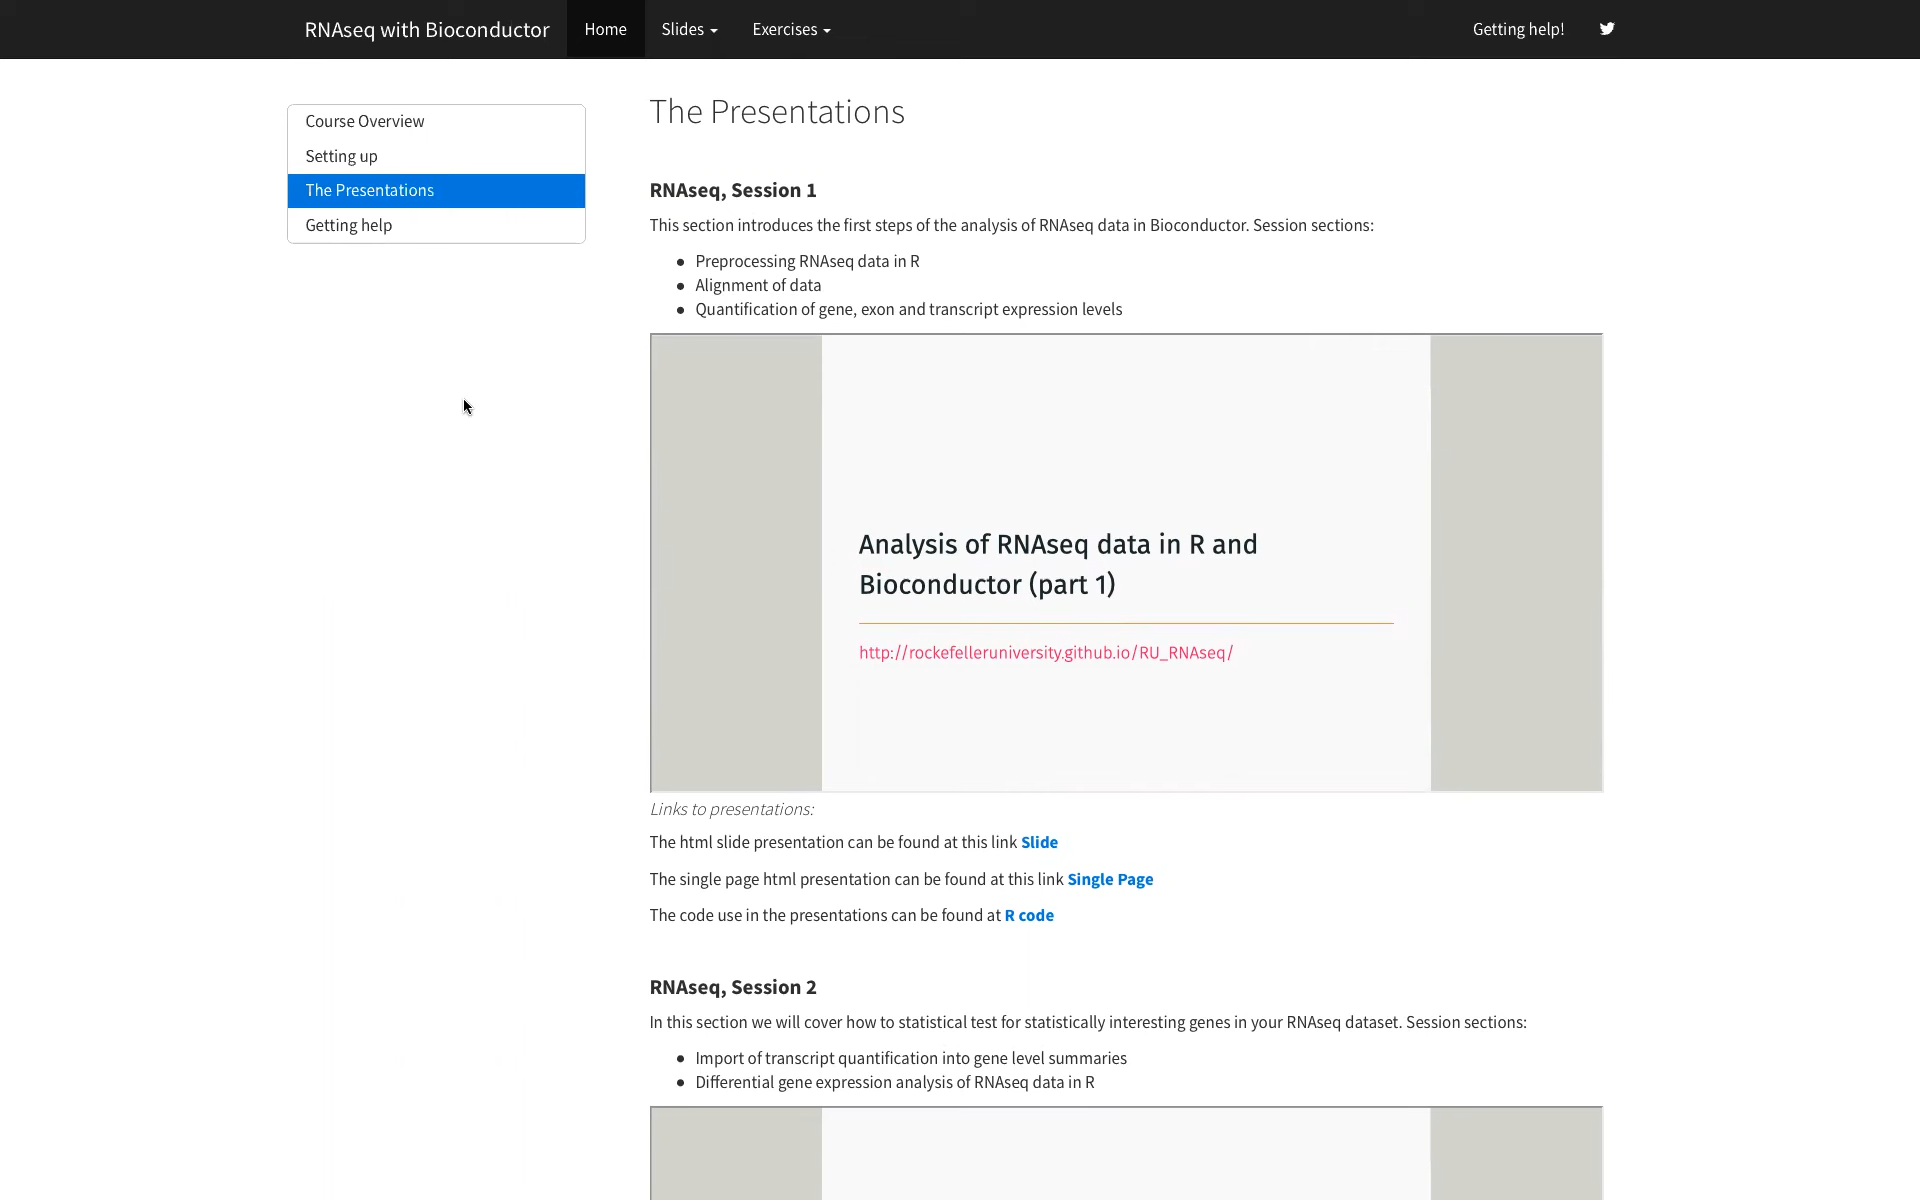 RNAseq with Bioconductor
Home
Slides
Exercises
Getting help!
Course Overview
Setting up
The Presentations
Getting help
The Presentations
RNAseq, Session 1
This section introduces the first steps of the analysis of RNAseq data in Bioconductor. Session sections:
Preprocessing RNAseq data in R
Alignment of data
Quantification of gene, exon and transcript expression levels
Analysis of RNAseq data in R and
Bioconductor (part 1)
http://rockefelleruniversity.github.io/RU_RNAseq/
Links to presentations:
The html slide presentation can be found at this link Slide
The single page html presentation can be found at this link Single Page
The code use in the presentations can be found at R code
RNAseq, Session 2
In this section we will cover how to statistical test for statistically interesting genes in your RNAseq dataset. Session sections:
Import of transcript quantification into gene level summaries
Differential gene expression analysis of RNAseq data in R